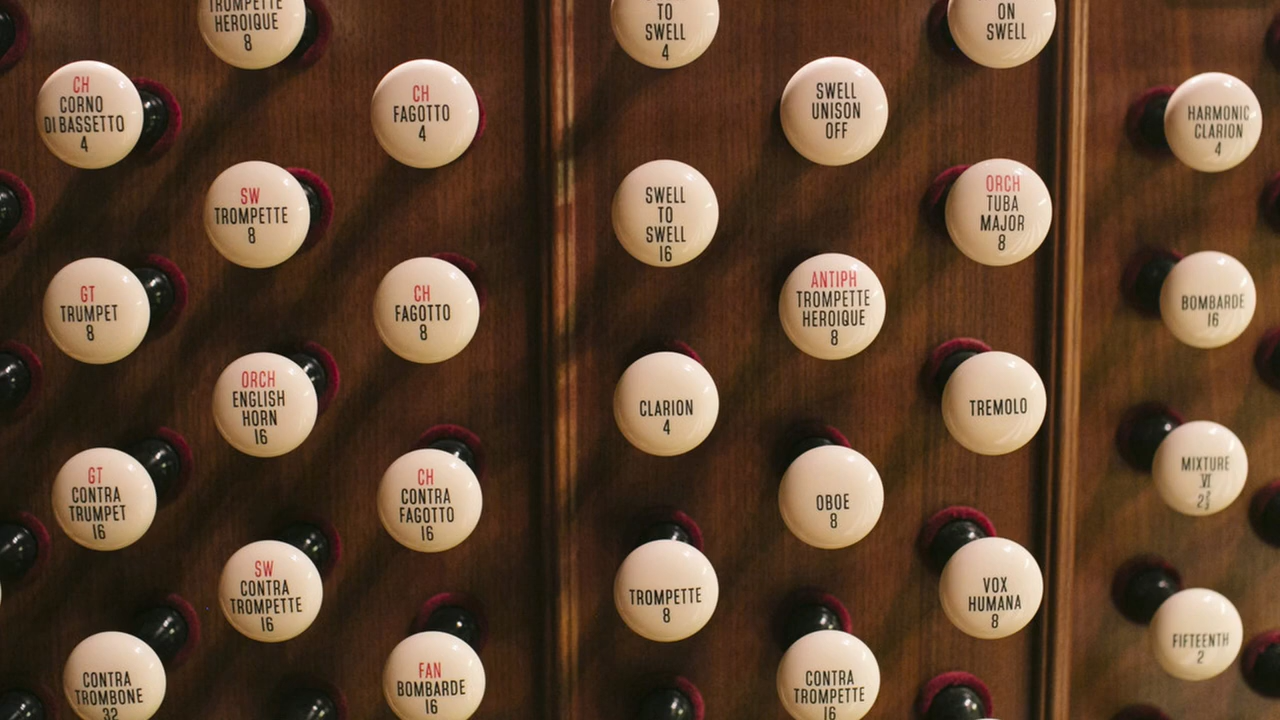 TROMPETTE
HEROIQUE
8
CH
CORNO
DI BASSETTO
4
CH
FAGOTTO
4
SW
TROMPETTE
8
GT
TRUMPET
8
CH
FAGOTTO
8
ORCH
ENGLISH
HORN
16
GT
CONTRA
TRUMPET
16
CH
CONTRA
FAGOTTO
16
SW
CONTRA
TROMPETTE
16
CONTRA
TROMBONE
32
FAN
BOMBARDE
16
TO
SWELL
4
ON
SWELL
SWELL
UNISON
OFF
SWELL
TO
SWELL
16
ORCH
TUBA
MAJOR
8
ANTIPH
TROMPETTE
HEROIQUE
8
CLARION
4
TREMOLO
OBOE
8
TROMPETTE
8
VOX
HUMANA
8
CONTRA
TROMPETTE
16
HARMONIC
CLARION
4
BOMBARDE
16
MIXTURE
VI
2 2/3
FIFTEENTH
2